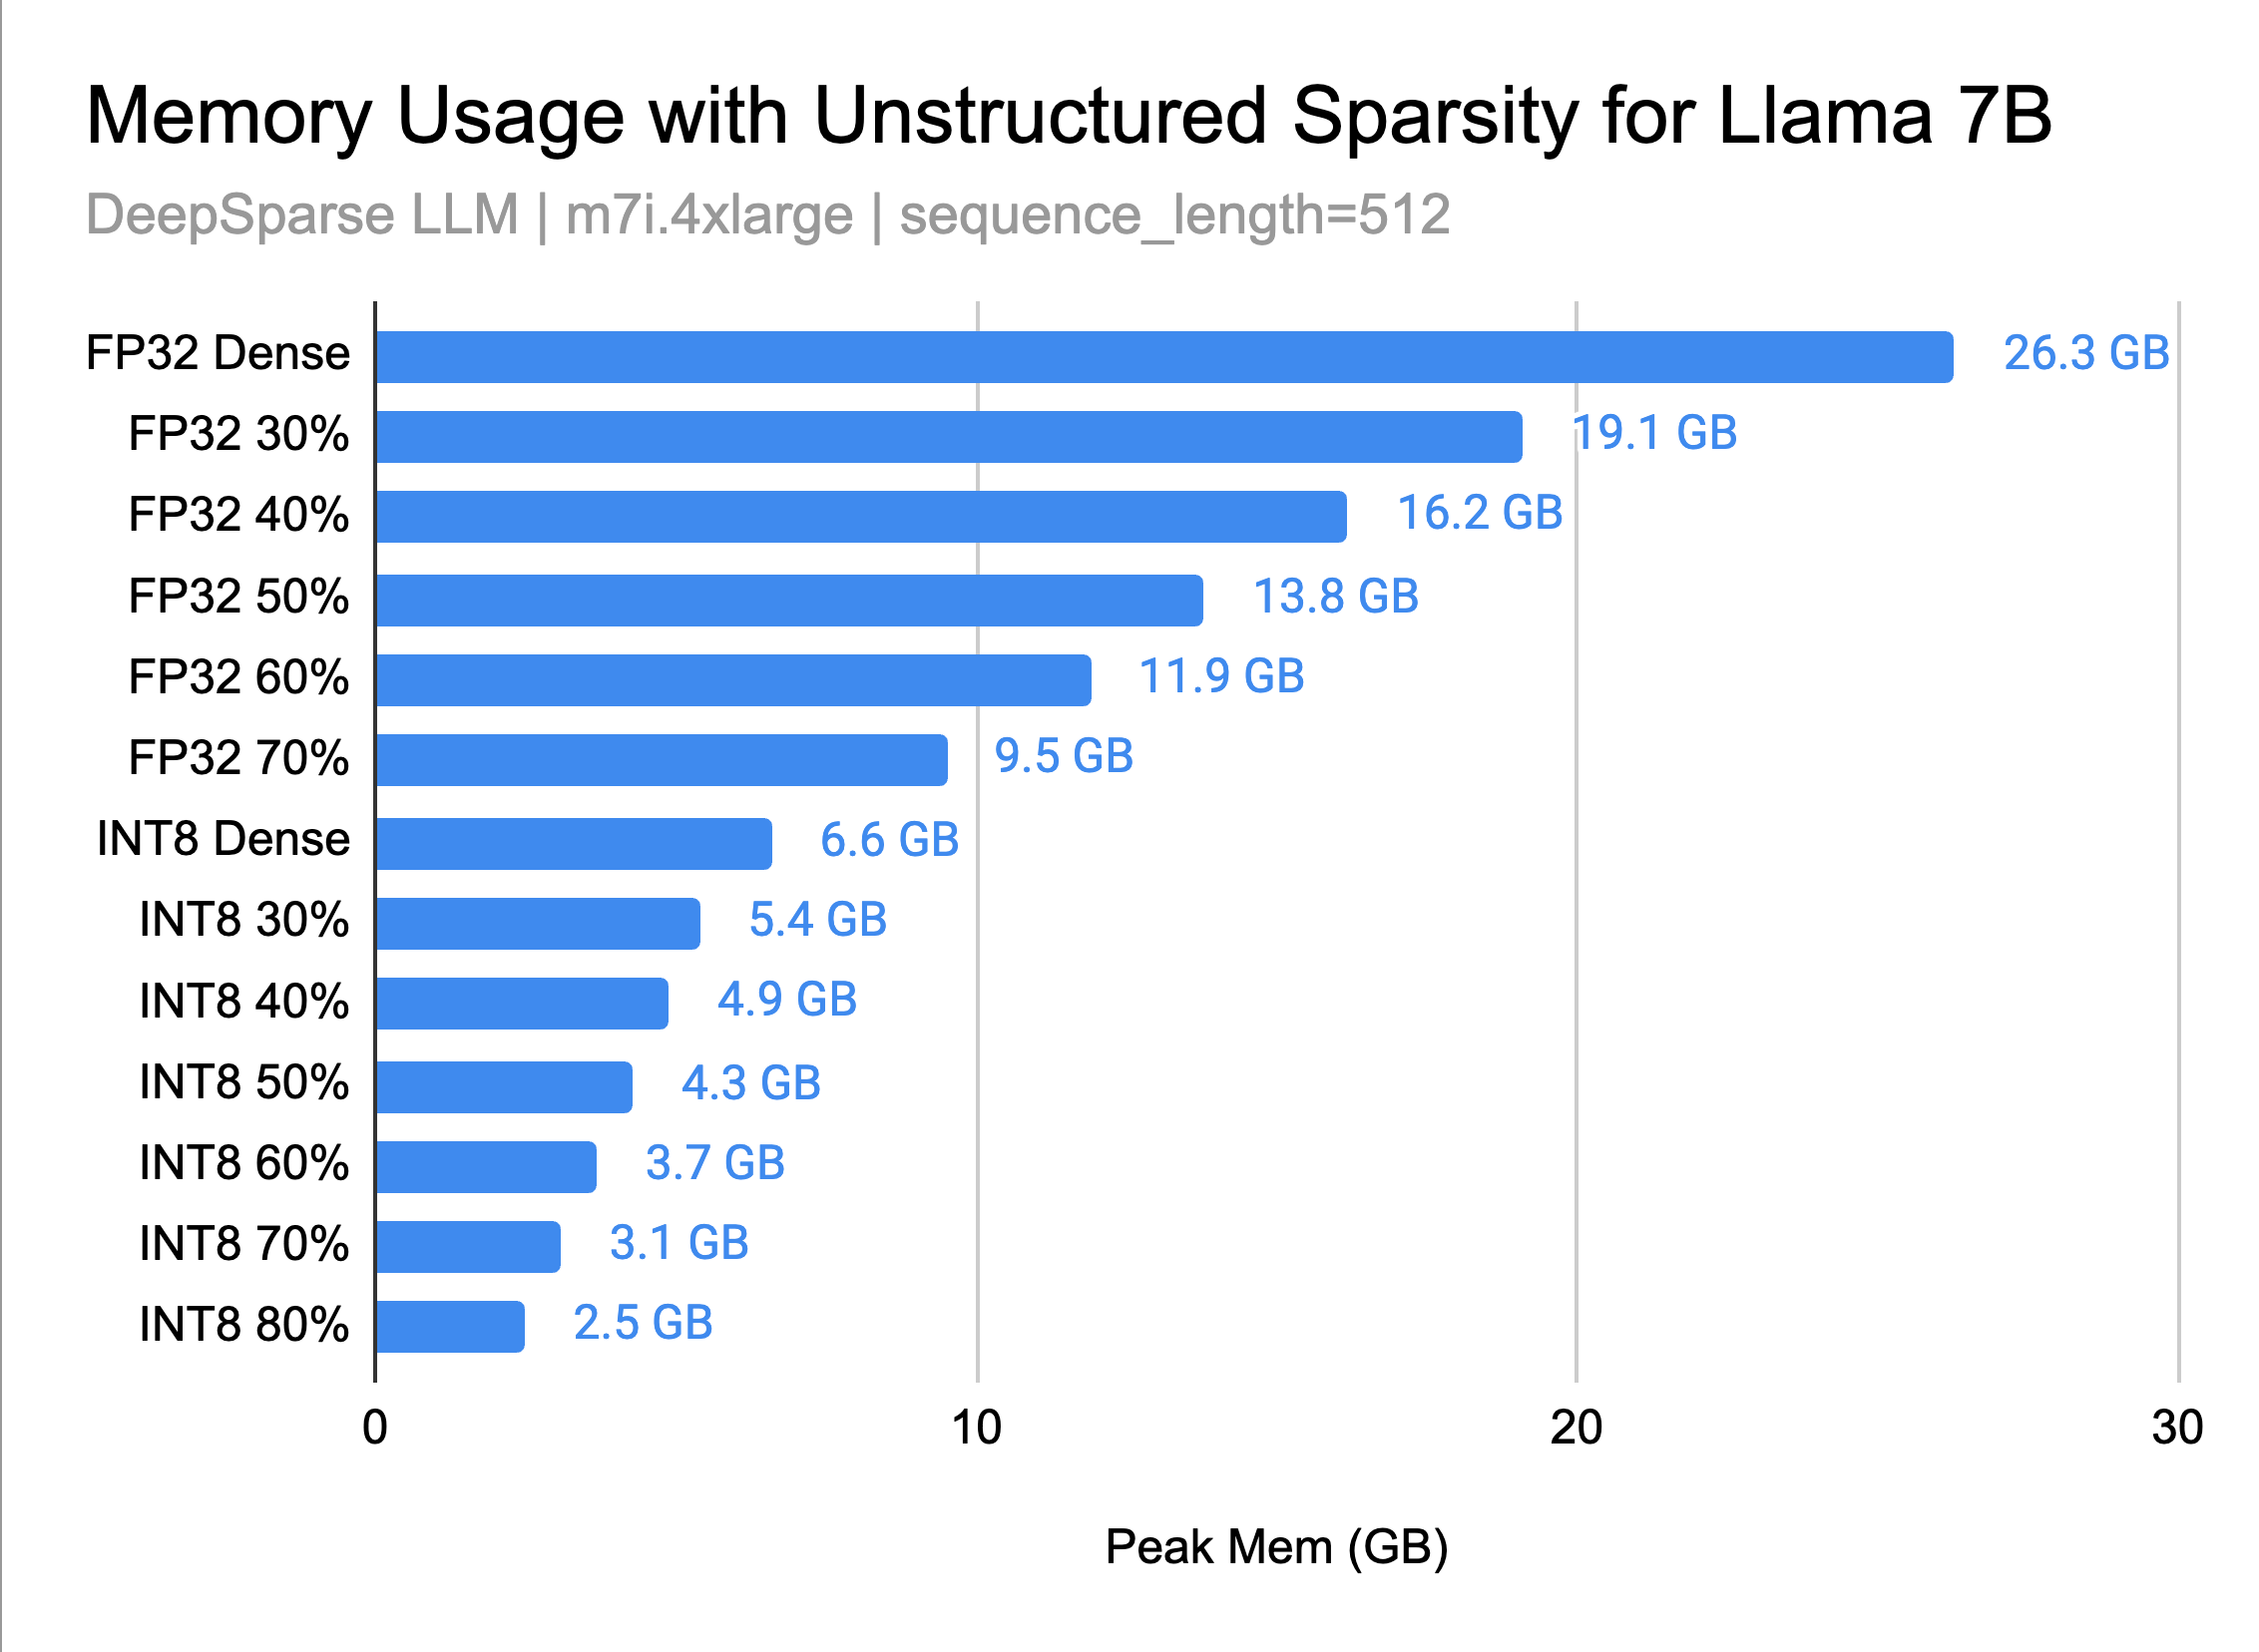 Memory Usage with Unstructured Sparsity for Llama 7B
DeepSparse LLM | m7i.4xlarge | sequence_length=512
FP32 Dense 26.3 GB
FP32 30% 19.1 GB
FP32 40% 16.2 GB
FP32 50% 13.8 GB
FP32 60% 11.9 GB
FP32 70% 9.5 GB
INT8 Dense 6.6 GB
INT8 30% 5.4 GB
INT8 40% 4.9 GB
INT8 50% 4.3 GB
INT8 60% 3.7 GB
INT8 70% 3.1 GB
INT8 80% 2.5 GB
0 10 20 30
Peak Mem (GB)